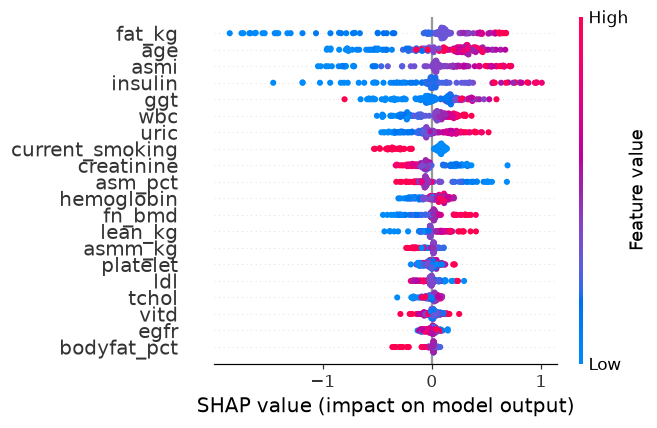 High
fat_kg
age
asmi
insulin
ggt
wbc
uric
current_smoking
creatinine
asm_pct
hemoglobin
fn_bmd
lean_kg
asmm_kg
platelet
ldl
tchol
vitd
egfr
bodyfat_pct
Feature value
Low
−1 0 1
SHAP value (impact on model output)